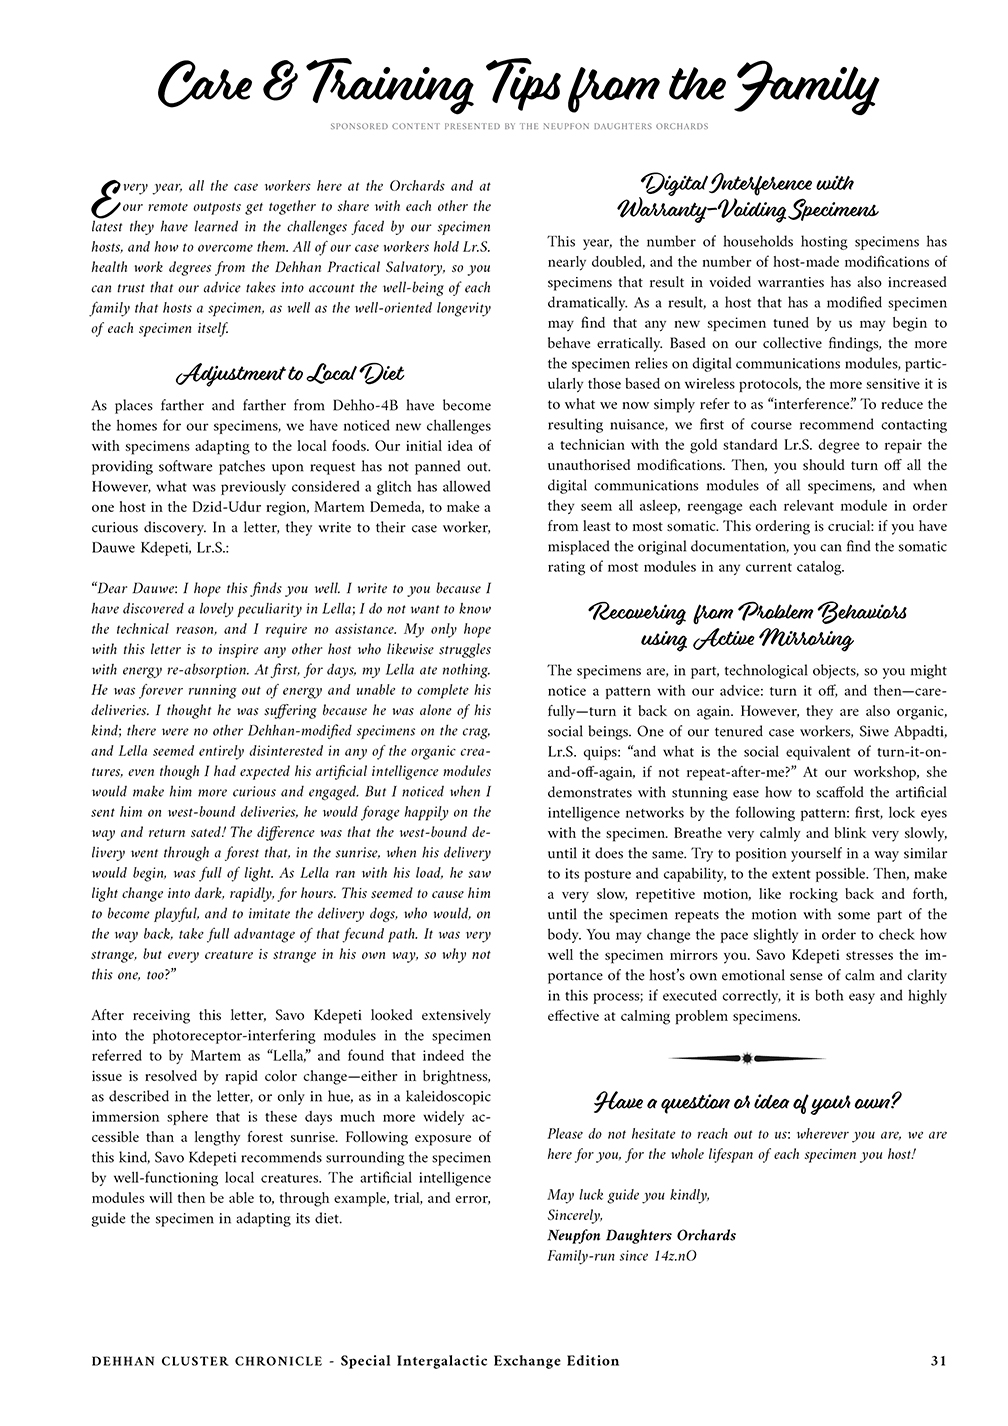 Care & Training Tips from the Family
SPONSORED CONTENT PRESENTED BY THE NEUPFON DAUGHTERS ORCHARDS
Every year, all the case workers here at the Orchards and at
our remote outposts get together to share with each other the
latest they have learned in the challenges faced by our specimen
hosts, and how to overcome them. All of our case workers hold Lr.S.
health work degrees from the Dehhan Practical Salvatory, so you
can trust that our advice takes into account the well-being of each
family that hosts a specimen, as well as the well-oriented longevity
of each specimen itself.
Adjustment to Local Diet
As places farther and farther from Dehho-4B have become
the homes for our specimens, we have noticed new challenges
with specimens adapting to the local foods. Our initial idea of
providing software patches upon request has not panned out.
However, what was previously considered a glitch has allowed
one host in the Dzid-Udur region, Martem Demeda, to make a
curious discovery. In a letter, they write to their case worker,
Dauwe Kdepeti, Lr.S.:
“Dear Dauwe: I hope this finds you well. I write to you because I
have discovered a lovely peculiarity in Lella; I do not want to know
the technical reason, and I require no assistance. My only hope
with this letter is to inspire any other host who likewise struggles
with energy re-absorption. At first, for days, my Lella ate nothing.
He was forever running out of energy and unable to complete his
deliveries. I thought he was suffering because he was alone of his
kind; there were no other Dehhan-modified specimens on the crag,
and Lella seemed entirely disinterested in any of the organic crea-
tures, even though I had expected his artificial intelligence modules
would make him more curious and engaged. But I noticed when I
sent him on west-bound deliveries, he would forage happily on the
way and return sated! The difference was that the west-bound de-
livery went through a forest that, in the sunrise, when his delivery
would begin, was full of light. As Lella ran with his load, he saw
light change into dark, rapidly, for hours. This seemed to cause him
to become playful, and to imitate the delivery dogs, who would, on
the way back, take full advantage of that fecund path. It was very
strange, but every creature is strange in his own way, so why not
this one, too?”
After receiving this letter, Savo Kdepeti looked extensively
into the photoreceptor-interfering modules in the specimen
referred to by Martem as “Lella,” and found that indeed the
issue is resolved by rapid color change—either in brightness,
as described in the letter, or only in hue, as in a kaleidoscopic
immersion sphere that is these days much more widely ac-
cessible than a lengthy forest sunrise. Following exposure of
this kind, Savo Kdepeti recommends surrounding the specimen
by well-functioning local creatures. The artificial intelligence
modules will then be able to, through example, trial, and error,
guide the specimen in adapting its diet.
Digital Interference with
Warranty-Voiding Specimens
This year, the number of households hosting specimens has
nearly doubled, and the number of host-made modifications of
specimens that result in voided warranties has also increased
dramatically. As a result, a host that has a modified specimen
may find that any new specimen tuned by us may begin to
behave erratically. Based on our collective findings, the more
the specimen relies on digital communications modules, partic-
ularly those based on wireless protocols, the more sensitive it is
to what we now simply refer to as “interference.” To reduce the
resulting nuisance, we first of course recommend contacting
a technician with the gold standard Lr.S. degree to repair the
unauthorised modifications. Then, you should turn off all the
digital communications modules of all specimens, and when
they seem all asleep, reengage each relevant module in order
from least to most somatic. This ordering is crucial: if you have
misplaced the original documentation, you can find the somatic
rating of most modules in any current catalog.
Recovering from Problem Behaviors
using Active Mirroring
The specimens are, in part, technological objects, so you might
notice a pattern with our advice: turn it off, and then—care-
fully—turn it back on again. However, they are also organic,
social beings. One of our tenured case workers, Siwe Abpadti,
Lr.S. quips: “and what is the social equivalent of turn-it-on-
and-off-again, if not repeat-after-me?” At our workshop, she
demonstrates with stunning ease how to scaffold the artificial
intelligence networks by the following pattern: first, lock eyes
with the specimen. Breathe very calmly and blink very slowly,
until it does the same. Try to position yourself in a way similar
to its posture and capability, to the extent possible. Then, make
a very slow, repetitive motion, like rocking back and forth,
until the specimen repeats the motion with some part of the
body. You may change the pace slightly in order to check how
well the specimen mirrors you. Savo Kdepeti stresses the im-
portance of the host’s own emotional sense of calm and clarity
in this process; if executed correctly, it is both easy and highly
effective at calming problem specimens.
Have a question or idea of your own?
Please do not hesitate to reach out to us: wherever you are, we are
here for you, for the whole lifespan of each specimen you host!
May luck guide you kindly,
Sincerely,
Neupfon Daughters Orchards
Family-run since 14z.nO
DEHHAN CLUSTER CHRONICLE - Special Intergalactic Exchange Edition
31